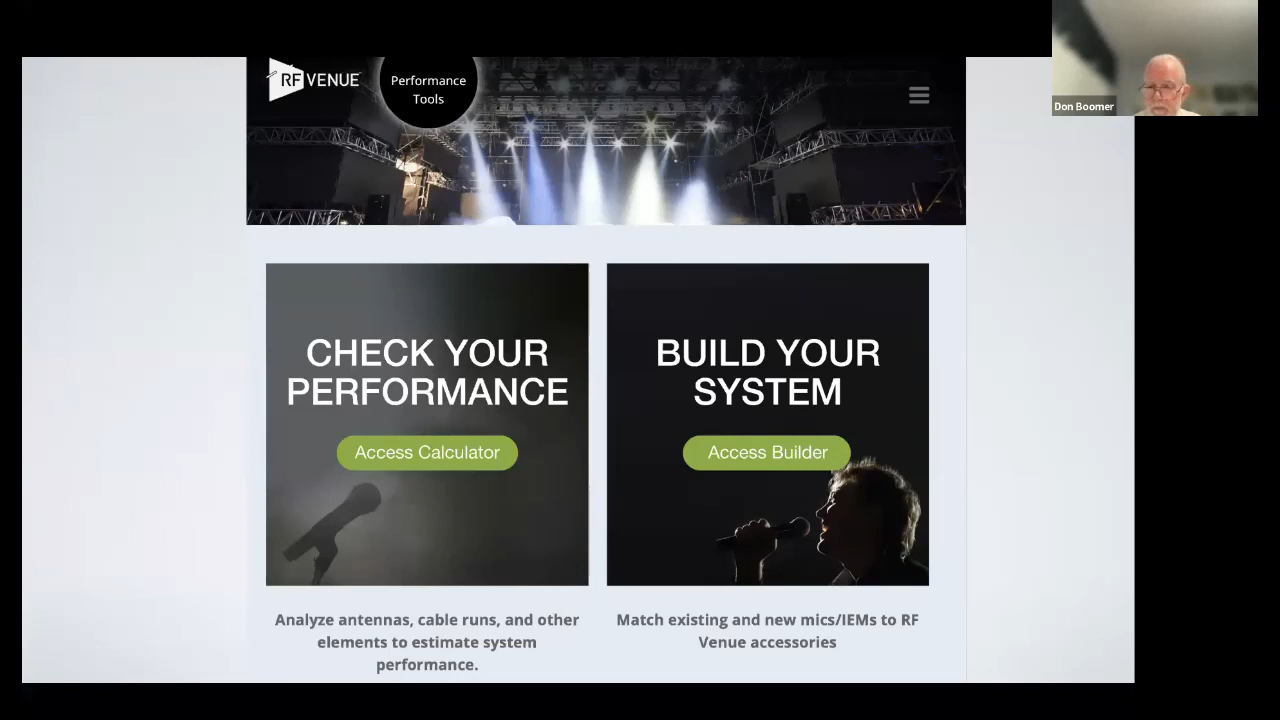 RF VENUE
Performance
Tools
Don Boomer
CHECK YOUR
PERFORMANCE
Access Calculator
BUILD YOUR
SYSTEM
Access Builder
Analyze antennas, cable runs, and other
elements to estimate system
performance.
Match existing and new mics/IEMs to RF
Venue accessories